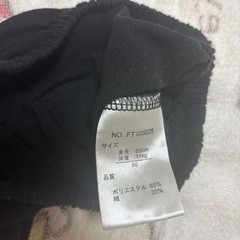 NO. FT 035028
サイズ
身長 80cm
体重 11kg
80
品質
ポリエステル 65%
綿 35%